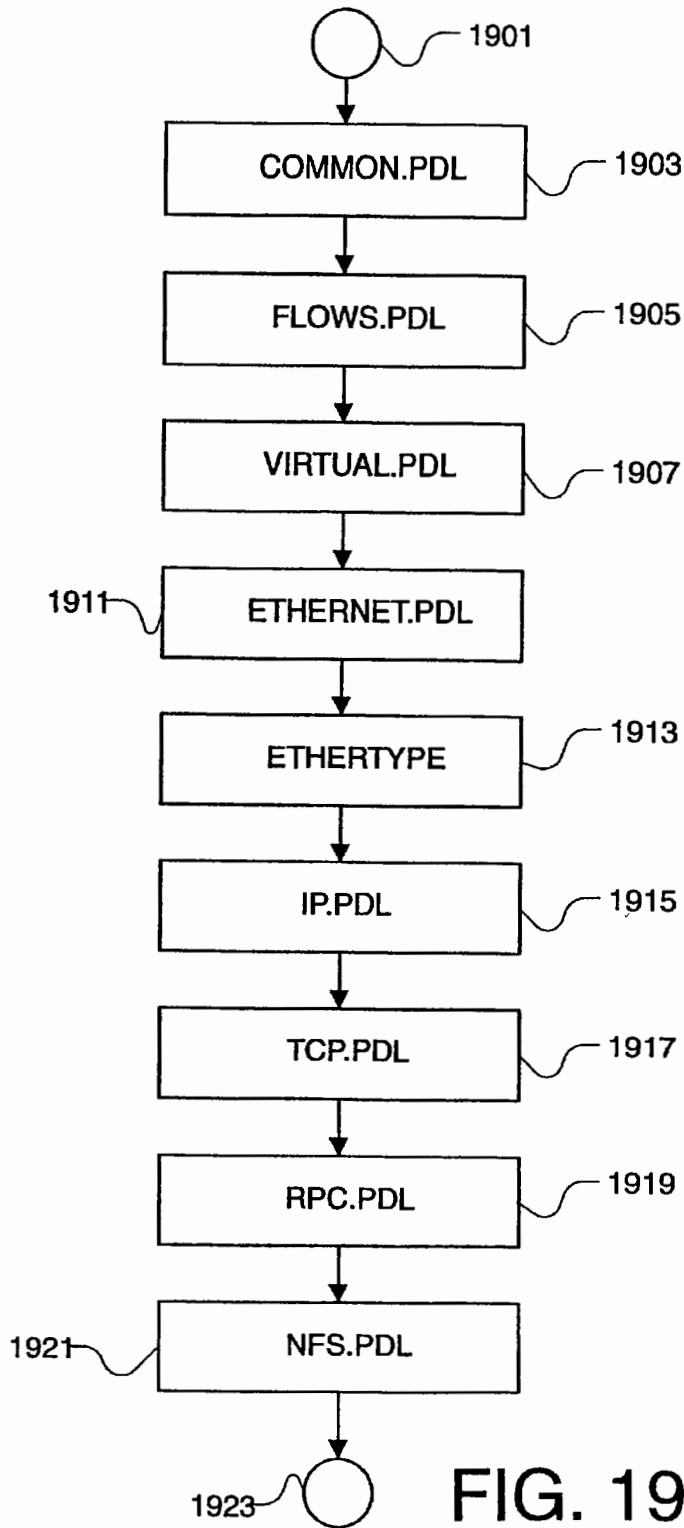 1901
COMMON.PDL
1903
FLOWS.PDL
1905
VIRTUAL.PDL
1907
1911
ETHERNET.PDL
ETHERTYPE
1913
IP.PDL
1915
TCP.PDL
1917
RPC.PDL
1919
1921
NFS.PDL
1923
FIG. 19